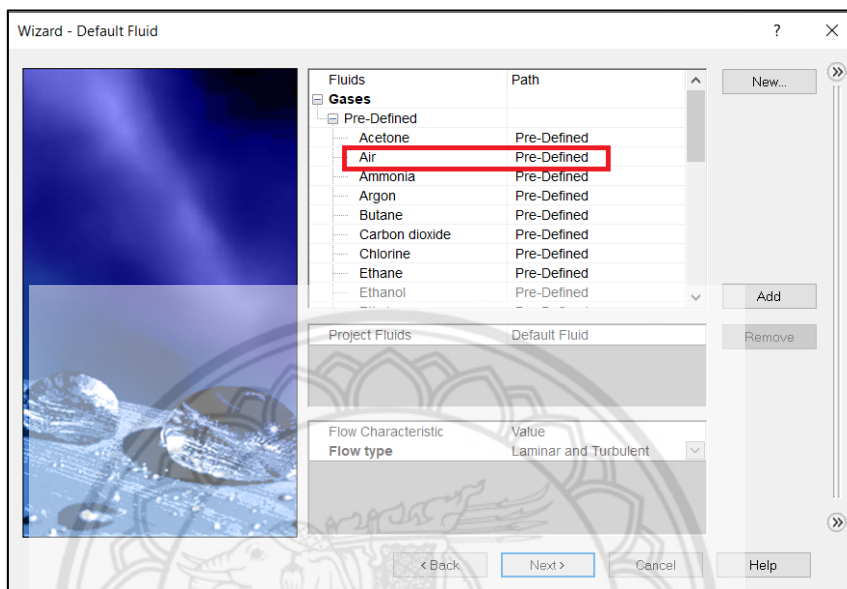 Wizard - Default Fluid
Fluids Path
Gases
Pre-Defined
Acetone Pre-Defined
Air Pre-Defined
Ammonia Pre-Defined
Argon Pre-Defined
Butane Pre-Defined
Carbon dioxide Pre-Defined
Chlorine Pre-Defined
Ethane Pre-Defined
Ethanol Pre-Defined
New...
Add
Project Fluids Default Fluid
Remove
Flow Characteristic Value
Flow type Laminar and Turbulent
< Back Next > Cancel Help